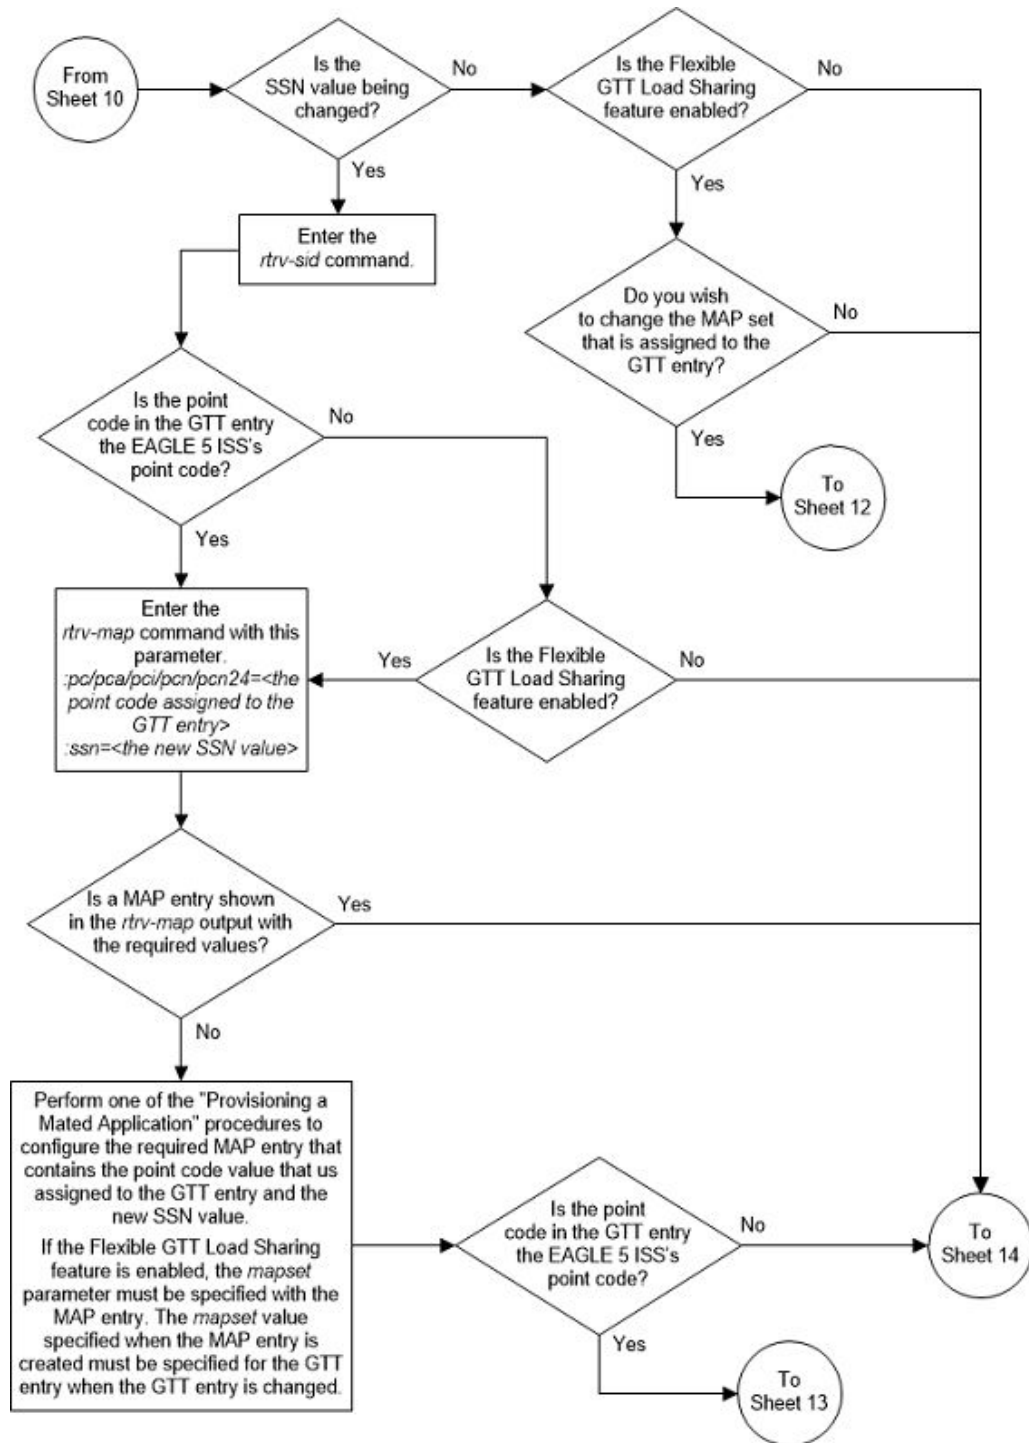 From
Sheet 10
Is the
SSN value being
changed?
No
Is the Flexible
GTT Load Sharing
feature enabled?
No
Yes
Yes
Enter the
rtrv-sid command.
Do you wish
to change the MAP set
that is assigned to the
GTT entry?
No
Is the point
code in the GTT entry
the EAGLE 5 ISS's
point code?
No
Yes
To
Sheet 12
Yes
Enter the
rtrv-map command with this
parameter.
:pc/pca/pci/pcn/pcn24=<the
point code assigned to the
GTT entry>
:ssn=<the new SSN value>
Yes
Is the Flexible
GTT Load Sharing
feature enabled?
No
Is a MAP entry shown
in the rtrv-map output with
the required values?
Yes
No
Perform one of the "Provisioning a
Mated Application" procedures to
configure the required MAP entry that
contains the point code value that us
assigned to the GTT entry and the
new SSN value.
If the Flexible GTT Load Sharing
feature is enabled, the mapset
parameter must be specified with the
MAP entry. The mapset value
specified when the MAP entry is
created must be specified for the GTT
entry when the GTT entry is changed.
Is the point
code in the GTT entry
the EAGLE 5 ISS's
point code?
No
To
Sheet 14
Yes
To
Sheet 13